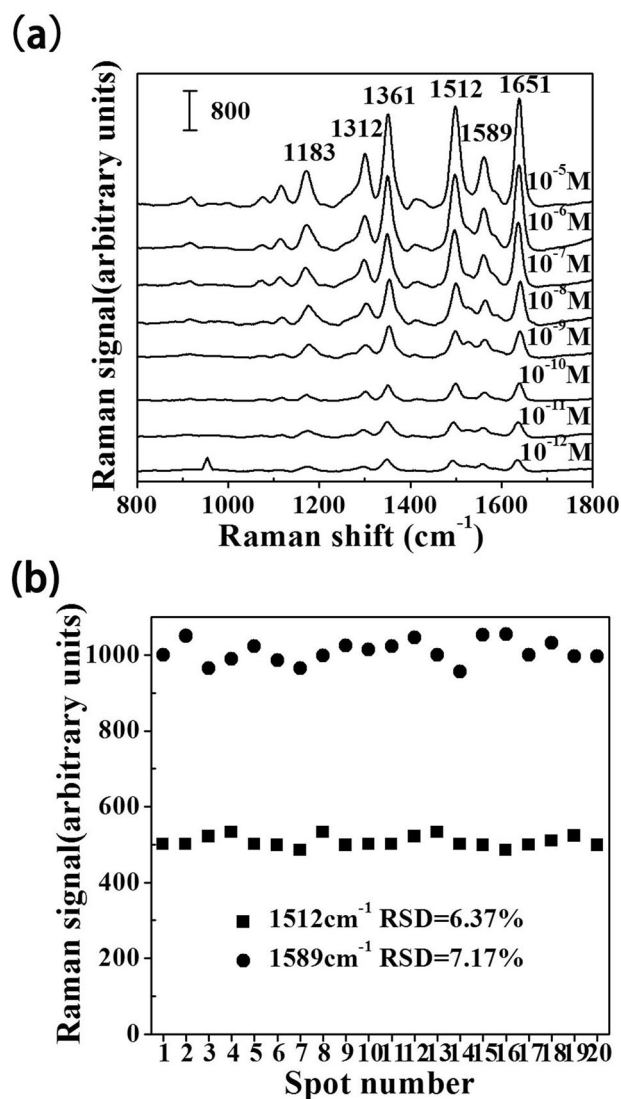 (a)
Raman signal(arbitrary units)
800
1183
1312
1361
1512
1589
1651
10⁻⁵M
10⁻⁶M
10⁻⁷M
10⁻⁸M
10⁻⁹M
10⁻¹⁰M
10⁻¹¹M
10⁻¹²M
800 1000 1200 1400 1600 1800
Raman shift (cm⁻¹)
(b)
Raman signal(arbitrary units)
1000
800
600
400
200
0
1512cm⁻¹ RSD=6.37%
1589cm⁻¹ RSD=7.17%
1 2 3 4 5 6 7 8 9 10 11 12 13 14 15 16 17 18 19 20
Spot number